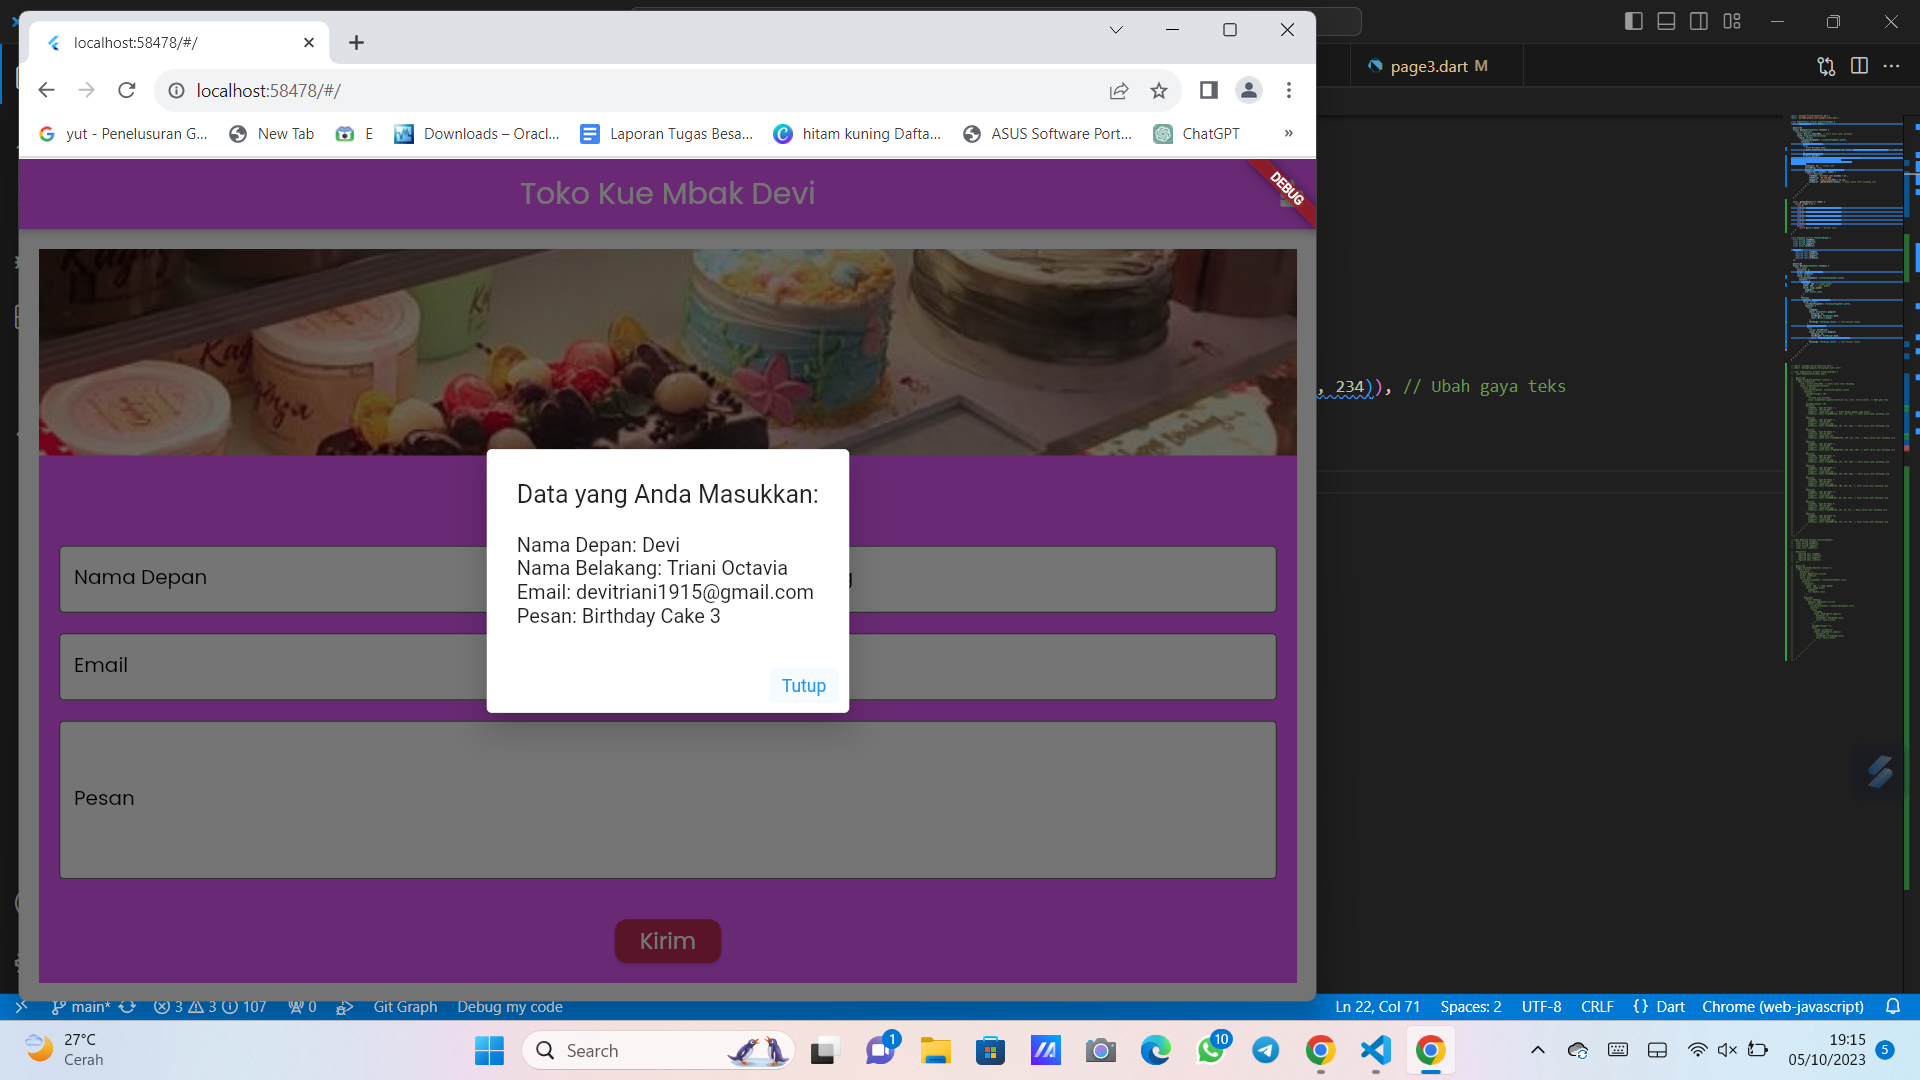 localhost:58478/#/
page3.dart M
localhost:58478/#/
yut - Penelusuran G...
New Tab
E
Downloads – Oracl...
Laporan Tugas Besa...
hitam kuning Dafta...
ASUS Software Port...
ChatGPT
»
Toko Kue Mbak Devi
DEBUG
, 234)), // Ubah gaya teks
Data yang Anda Masukkan:
Nama Depan: Devi
Nama Belakang: Triani Octavia
Email: devitriani1915@gmail.com
Pesan: Birthday Cake 3
Tutup
Nama Depan
g
Email
Pesan
Kirim
main*
3 3 107
0
Git Graph
Debug my code
Ln 22, Col 71
Spaces: 2
UTF-8
CRLF
{} Dart
Chrome (web-javascript)
27°C
Cerah
Search
1
10
19:15
05/10/2023
5